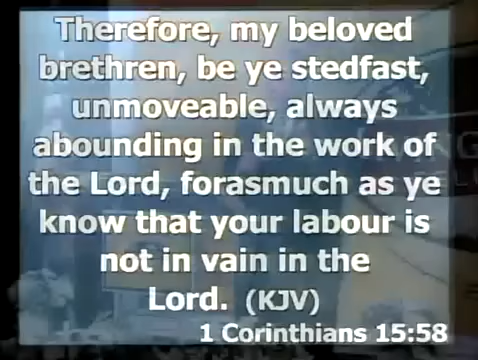 Therefore, my beloved
brethren, be ye stedfast,
unmoveable, always
abounding in the work of
the Lord, forasmuch as ye
know that your labour is
not in vain in the
Lord. (KJV)
1 Corinthians 15:58